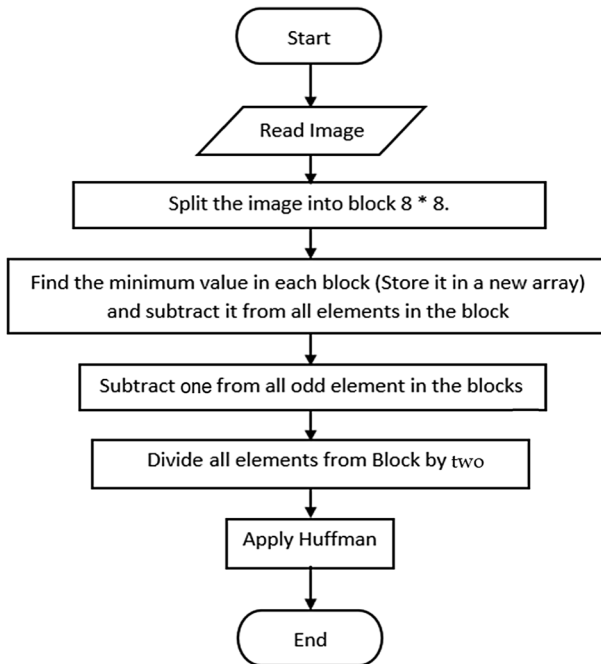 Start
Read Image
Split the image into block 8 * 8.
Find the minimum value in each block (Store it in a new array)
and subtract it from all elements in the block
Subtract one from all odd element in the blocks
Divide all elements from Block by two
Apply Huffman
End